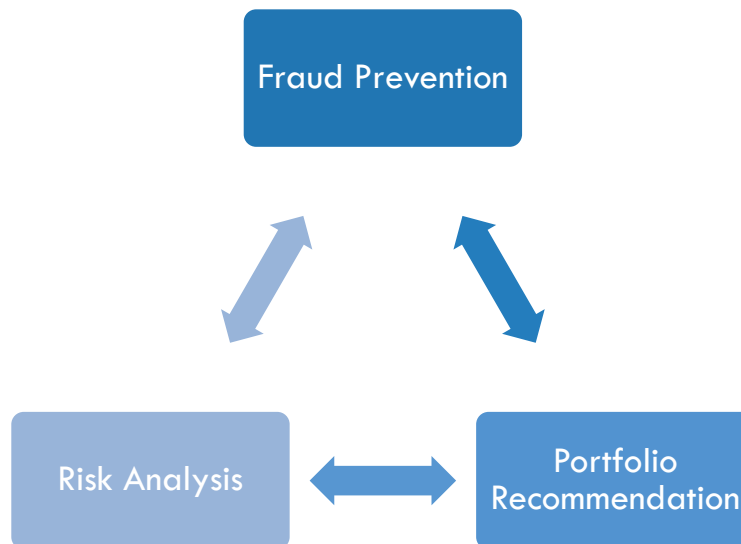 Fraud Prevention
Risk Analysis
Portfolio
Recommendation